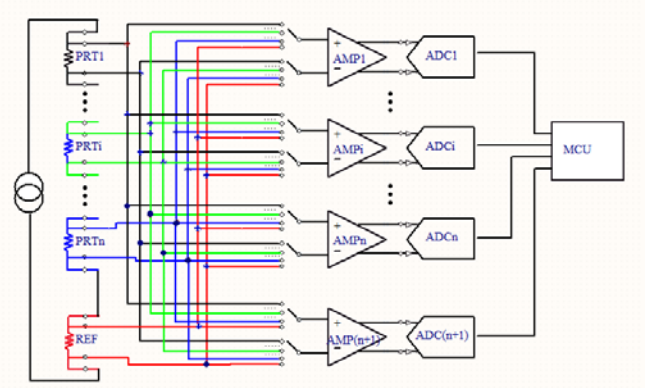 PRT1
AMP1
ADC1
PRTi
AMPi
ADCi
MCU
PRTn
AMPn
ADCn
REF
AMP(n+1)
ADC(n+1)